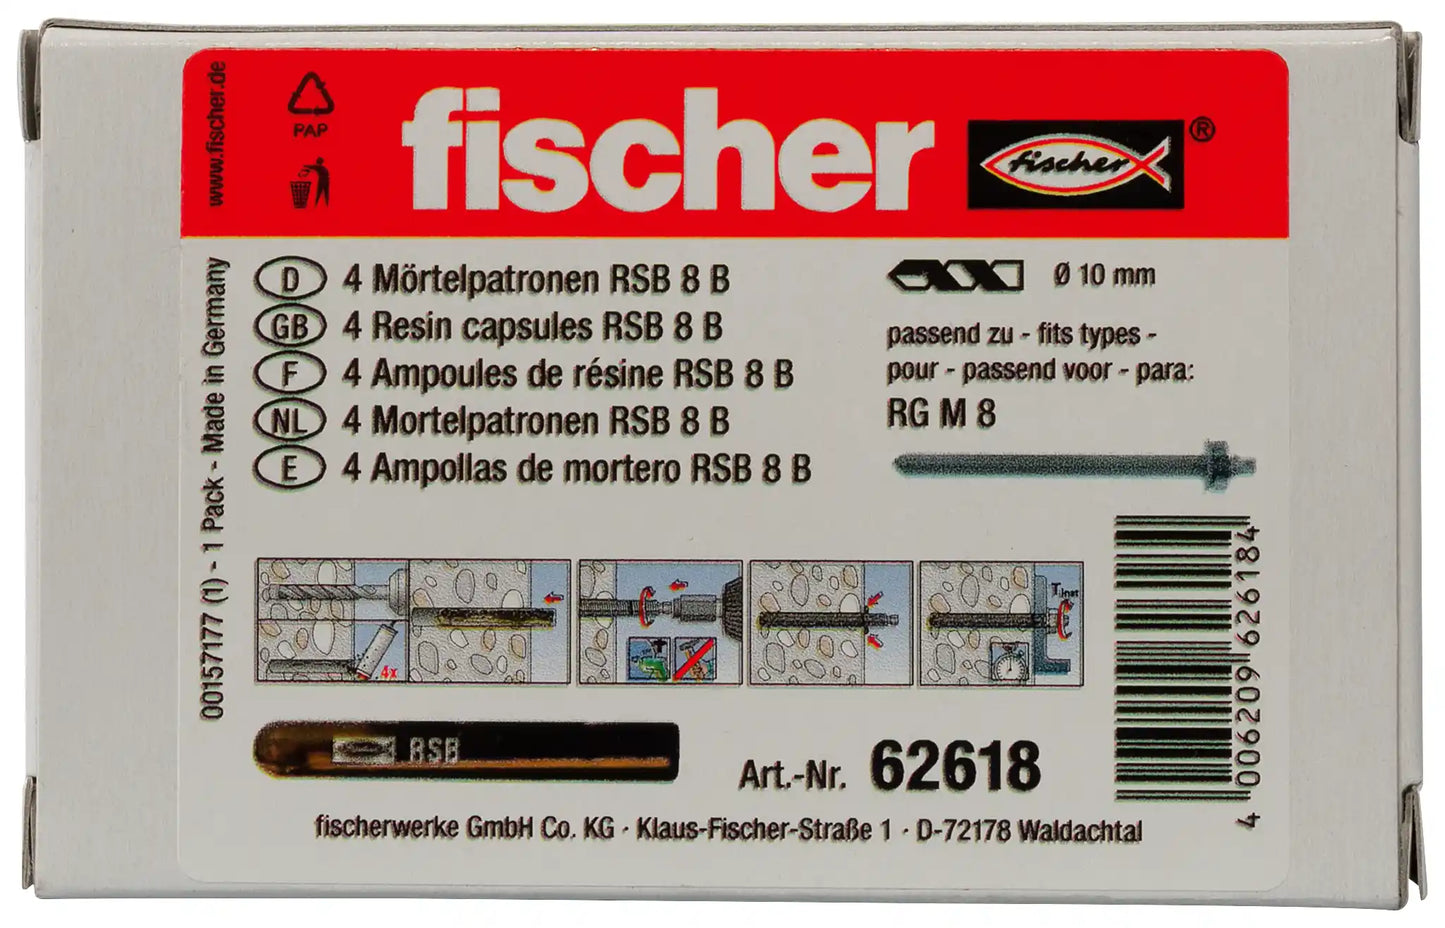 www.fischer.de
PAP
fischer
fischer ®
D 4 Mörtelpatronen RSB 8 B
GB 4 Resin capsules RSB 8 B
F 4 Ampoules de résine RSB 8 B
NL 4 Mortelpatronen RSB 8 B
E 4 Ampollas de mortero RSB 8 B
Ø 10 mm
passend zu - fits types -
pour - passend voor - para:
RG M 8
00157177 (1) - 1 Pack - Made in Germany
4x
T inst
fischer RSB
Art.-Nr. 62618
4 006209 626184
fischerwerke GmbH Co. KG · Klaus-Fischer-Straße 1 · D-72178 Waldachtal